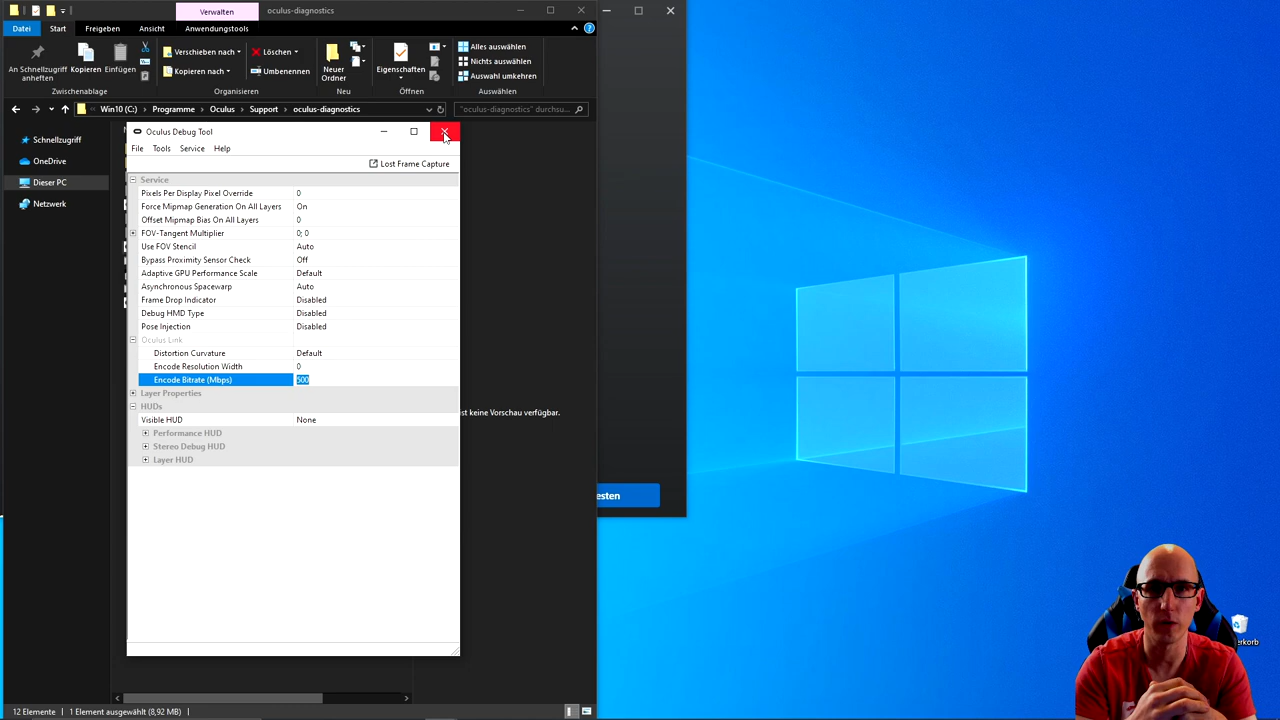 Verwalten
oculus-diagnostics
Datei
Start
Freigeben
Ansicht
Anwendungstools
An Schnellzugriff
anheften
Kopieren
Einfügen
Verschieben nach
Kopieren nach
Löschen
Umbenennen
Neuer
Ordner
Eigenschaften
Alles auswählen
Nichts auswählen
Auswahl umkehren
Zwischenablage
Organisieren
Neu
Öffnen
Auswählen
Win10 (C:) › Programme › Oculus › Support › oculus-diagnostics
"oculus-diagnostics" durchsu...
Schnellzugriff
OneDrive
Dieser PC
Netzwerk
Oculus Debug Tool
File Tools Service Help
Lost Frame Capture
Service
Pixels Per Display Pixel Override 0
Force Mipmap Generation On All Layers On
Offset Mipmap Bias On All Layers 0
FOV-Tangent Multiplier 0; 0
Use FOV Stencil Auto
Bypass Proximity Sensor Check Off
Adaptive GPU Performance Scale Default
Asynchronous Spacewarp Auto
Frame Drop Indicator Disabled
Debug HMD Type Disabled
Pose Injection Disabled
Oculus Link
Distortion Curvature Default
Encode Resolution Width 0
Encode Bitrate (Mbps) 500
Layer Properties
HUDs
Visible HUD None
Performance HUD
Stereo Debug HUD
Layer HUD
ist keine Vorschau verfügbar.
esten
erkorb
12 Elemente
1 Element ausgewählt (8,92 MB)